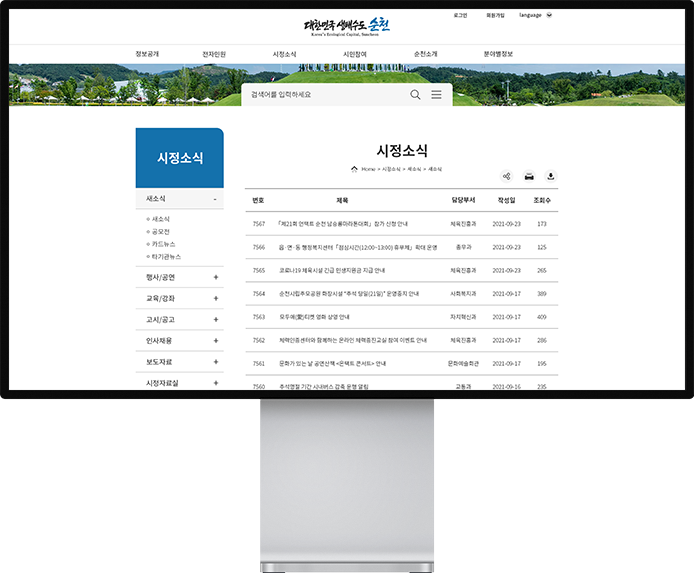 로그인 회원가입 language
대한민국 생태수도 순천
Korea's Ecological Capital, Suncheon
정보공개 전자민원 시정소식 시민참여 순천소개 분야별정보
검색어를 입력하세요
시정소식
새소식 -
새소식
공모전
카드뉴스
타기관뉴스
행사/공연 +
교육/강좌 +
고시/공고 +
인사채용 +
보도자료 +
시정자료실 +
시정소식
Home > 시정소식 > 새소식 > 새소식
번호 제목 담당부서 작성일 조회수
7567 「제21회 언택트 순천 남승룡마라톤대회」 참가 신청 안내 체육진흥과 2021-09-23 173
7566 읍·면·동 행정복지센터「점심시간(12:00~13:00) 휴무제」확대 운영 총무과 2021-09-23 125
7565 코로나19 체육시설 긴급 민생지원금 지급 안내 체육진흥과 2021-09-23 265
7564 순천시립추모공원 화장시설 "추석 당일(21일)" 운영중지 안내 사회복지과 2021-09-17 389
7563 모두애(愛)티켓 영화 상영 안내 자치혁신과 2021-09-17 409
7562 체력인증센터와 함께하는 온라인 체력증진교실 참여 이벤트 안내 체육진흥과 2021-09-17 286
7561 문화가 있는 날 공연산책 <온택트 콘서트> 안내 문화예술회관 2021-09-17 195
7560 추석명절 기간 시내버스 감축 운행 알림 교통과 2021-09-16 235